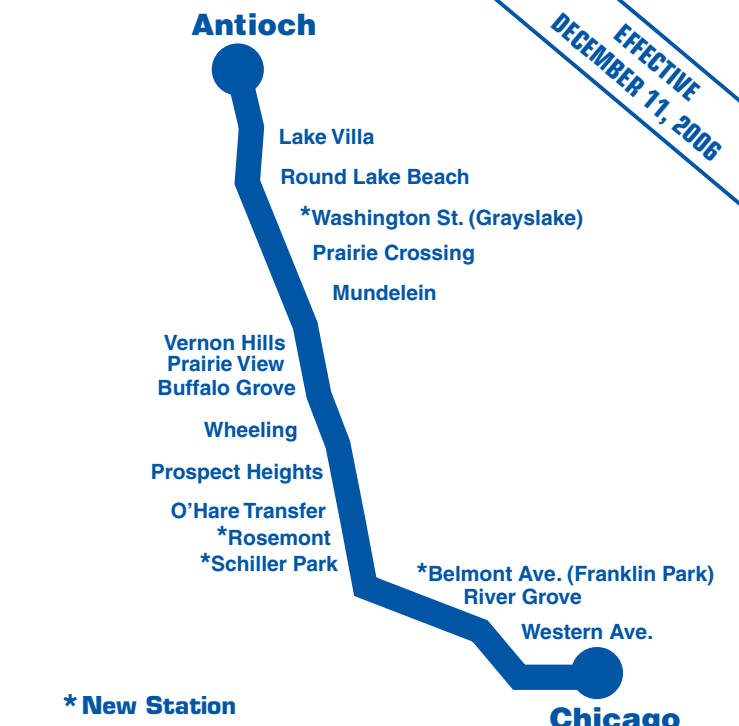 Antioch
EFFECTIVE
DECEMBER 11, 2006
Lake Villa
Round Lake Beach
*Washington St. (Grayslake)
Prairie Crossing
Mundelein
Vernon Hills
Prairie View
Buffalo Grove
Wheeling
Prospect Heights
O'Hare Transfer
*Rosemont
*Schiller Park
*Belmont Ave. (Franklin Park)
River Grove
Western Ave.
Chicago
* New Station